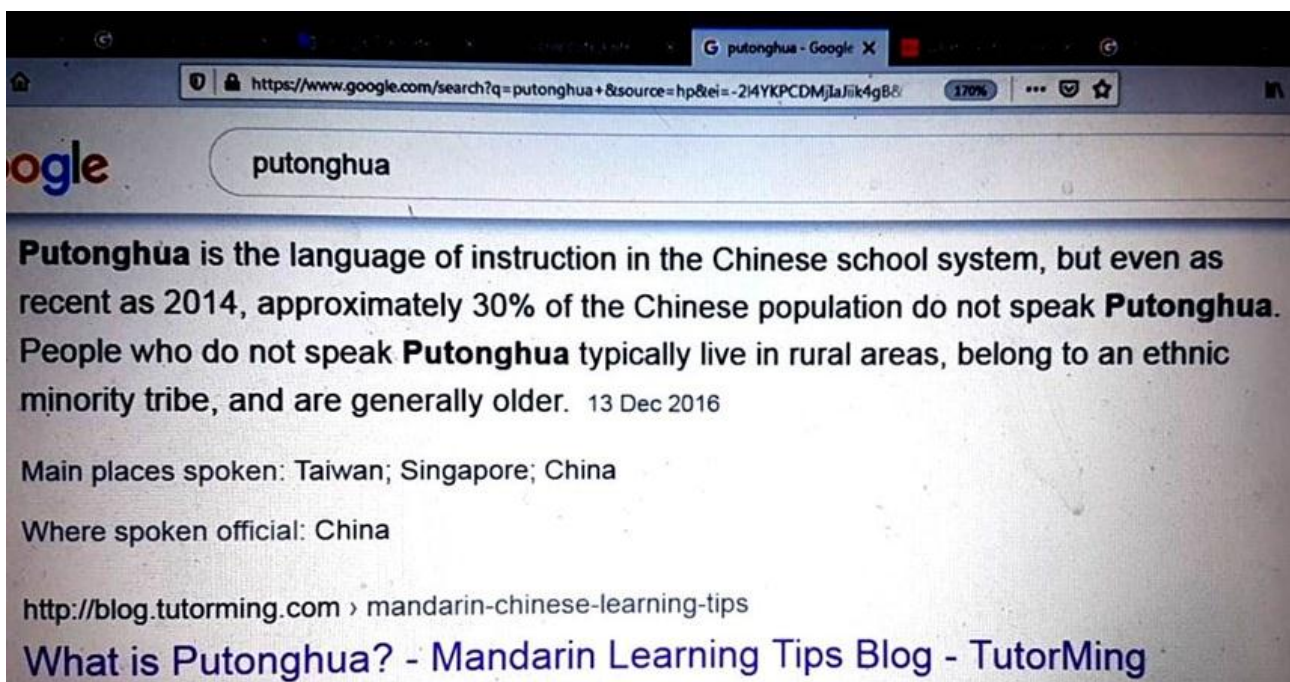 putonghua - Google
https://www.google.com/search?q=putonghua+&source=hp&ei=
170%
ogle
putonghua
Putonghua is the language of instruction in the Chinese school system, but even as
recent as 2014, approximately 30% of the Chinese population do not speak Putonghua.
People who do not speak Putonghua typically live in rural areas, belong to an ethnic
minority tribe, and are generally older. 13 Dec 2016
Main places spoken: Taiwan; Singapore; China
Where spoken official: China
http://blog.tutorming.com › mandarin-chinese-learning-tips
What is Putonghua? - Mandarin Learning Tips Blog - TutorMing